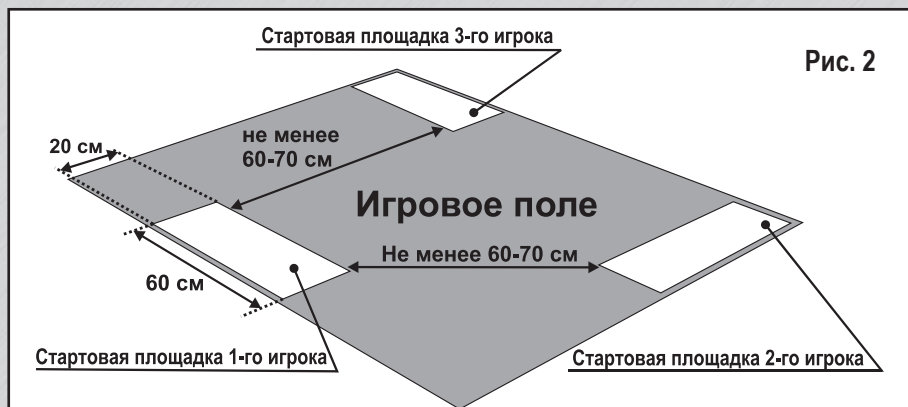 Стартовая площадка 3-го игрока
Рис. 2
20 см
не менее
60-70 см
Игровое поле
Не менее 60-70 см
60 см
Стартовая площадка 1-го игрока
Стартовая площадка 2-го игрока